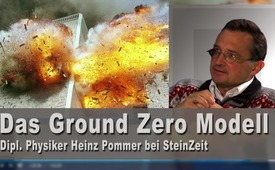 Das Ground Zero Modell
Dipl. Physiker Heinz Pommer bei SteinZeit